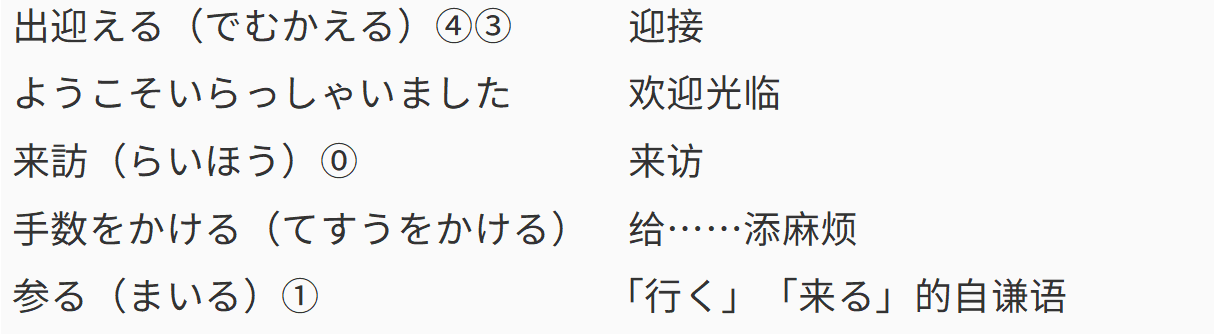 出迎える（でむかえる）④③　迎接
ようこそいらっしゃいました　欢迎光临
来訪（らいほう）⓪　来访
手数をかける（てすうをかける）　给……添麻烦
参る（まいる）①　「行く」「来る」的自谦语